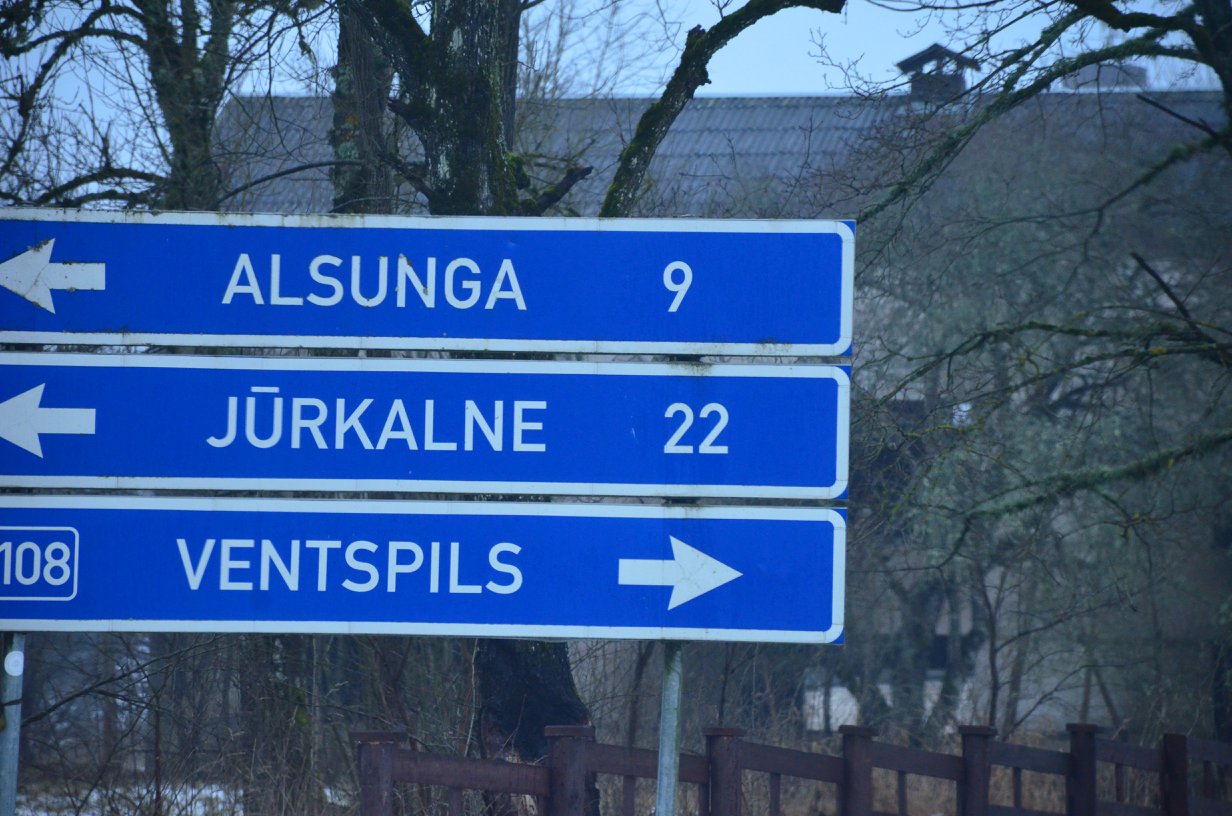 ALSUNGA 9
JŪRKALNE 22
108 VENTSPILS